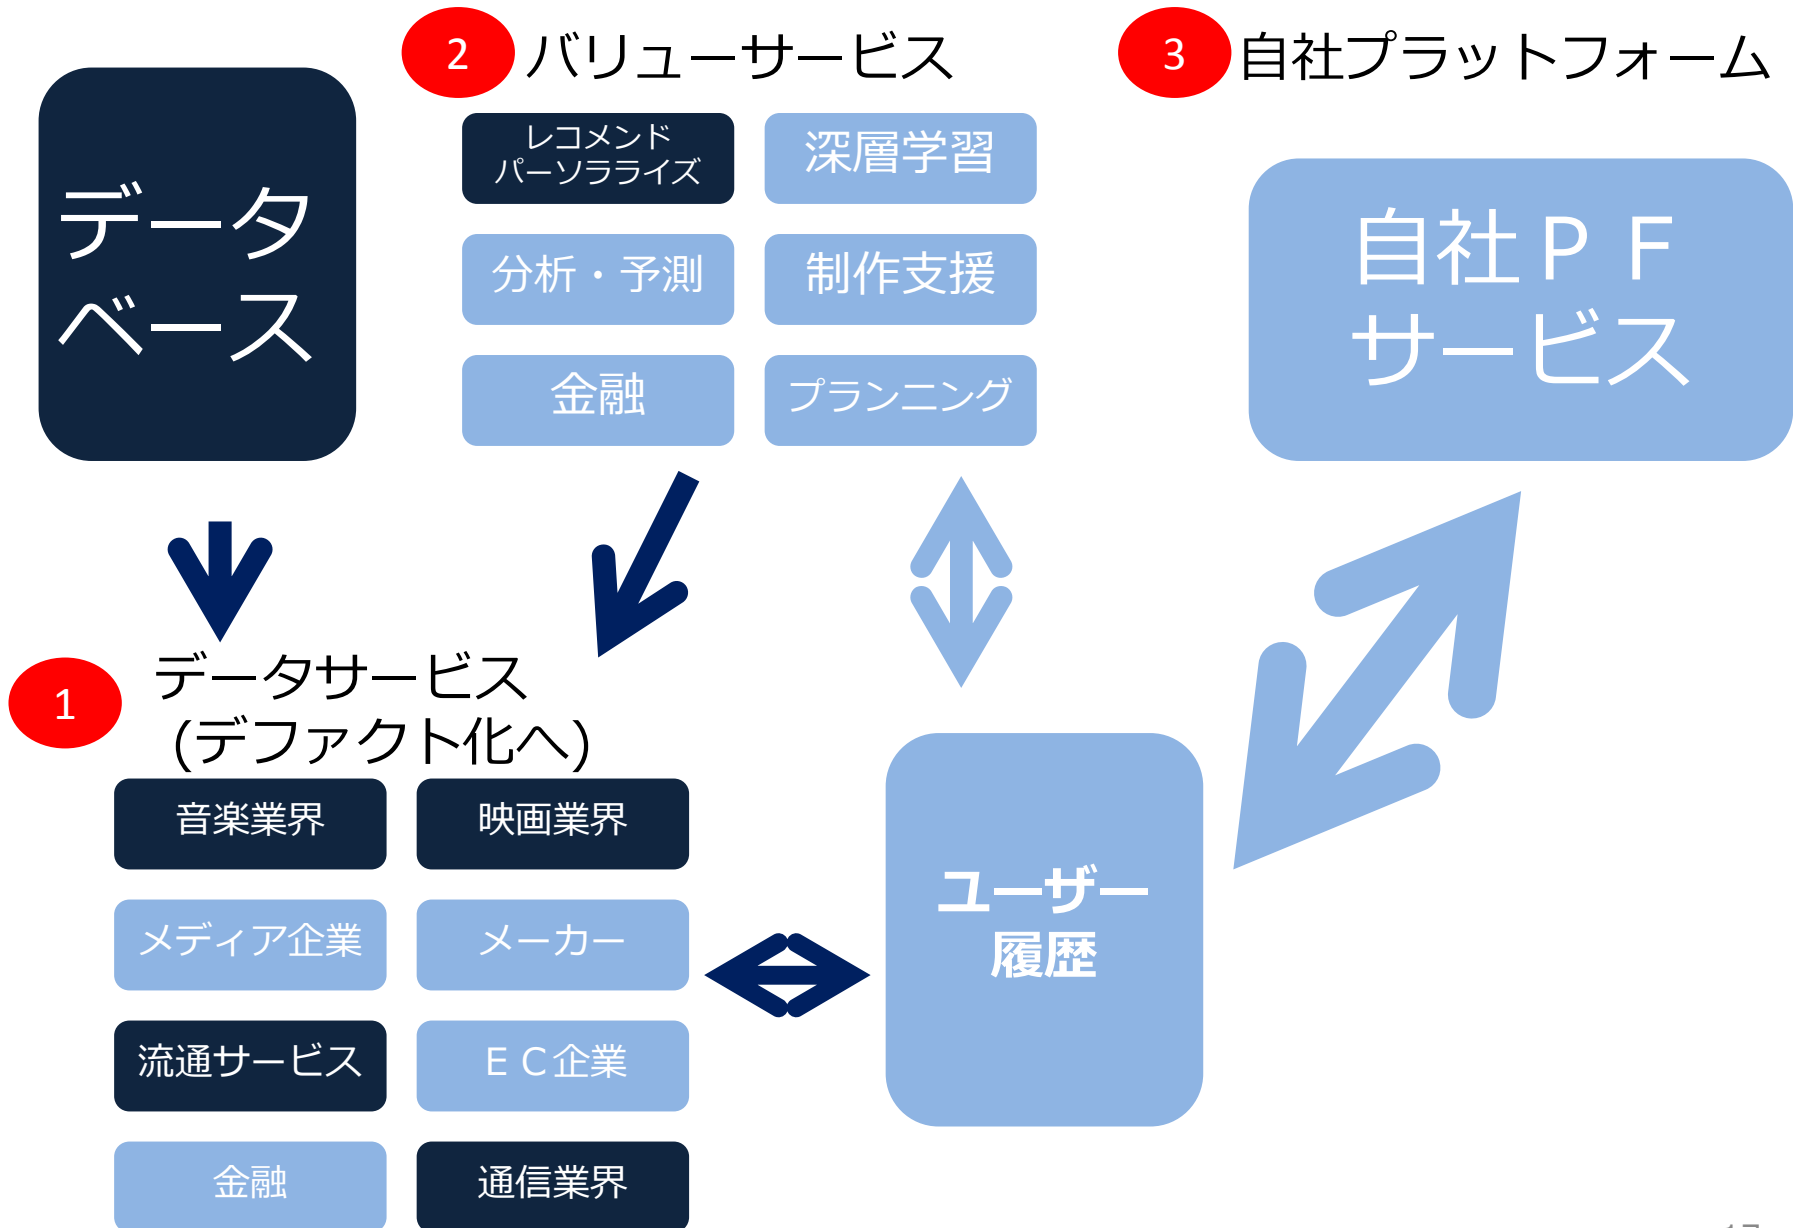 2
バリューサービス
3
自社プラットフォーム
データ
ベース
レコメンド
パーソラライズ
深層学習
分析・予測
制作支援
金融
プランニング
自社ＰＦ
サービス
1
データサービス
(デファクト化へ)
音楽業界
映画業界
メディア企業
メーカー
流通サービス
ＥＣ企業
金融
通信業界
ユーザー
履歴